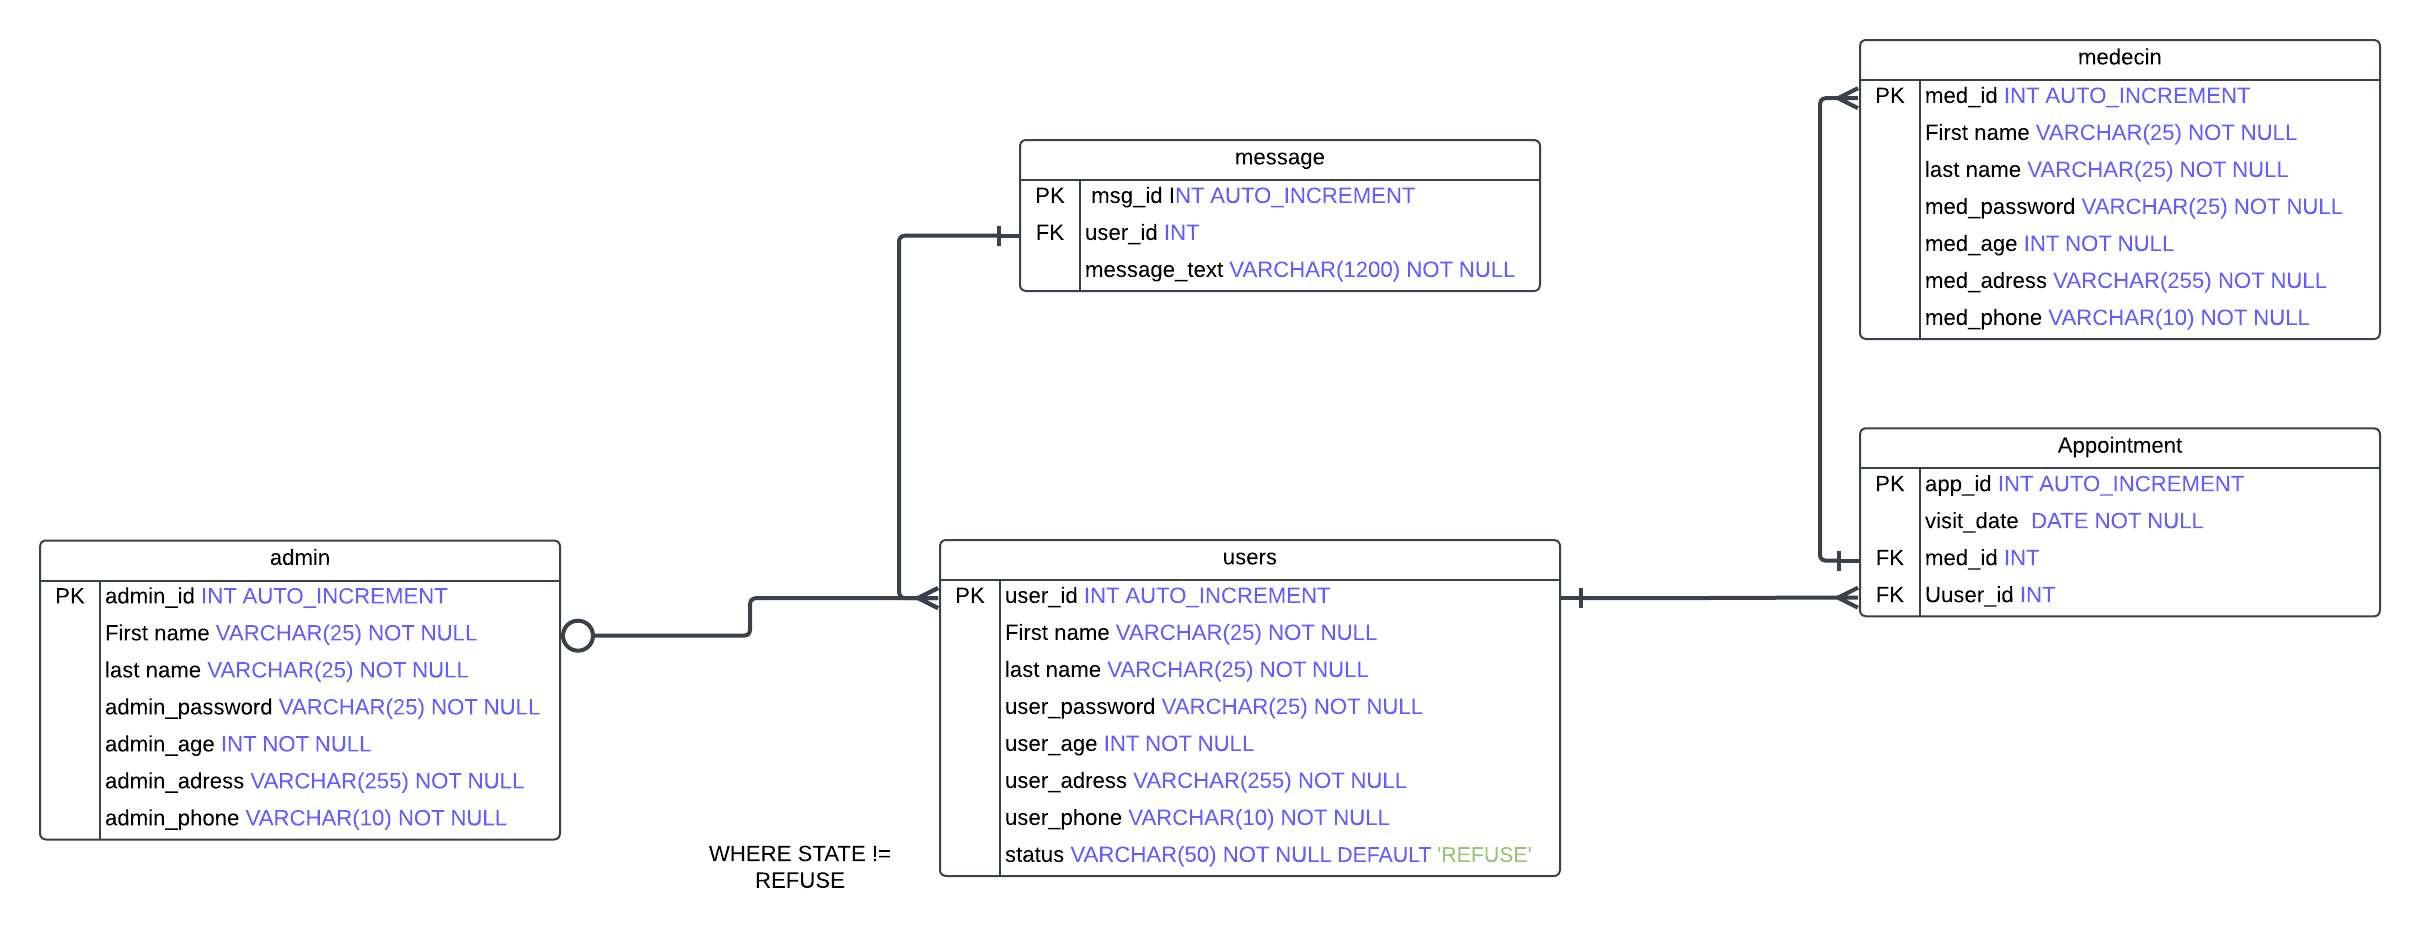 medecin
PK med_id INT AUTO_INCREMENT
First name VARCHAR(25) NOT NULL
last name VARCHAR(25) NOT NULL
med_password VARCHAR(25) NOT NULL
med_age INT NOT NULL
med_adress VARCHAR(255) NOT NULL
med_phone VARCHAR(10) NOT NULL
message
PK msg_id INT AUTO_INCREMENT
FK user_id INT
message_text VARCHAR(1200) NOT NULL
Appointment
PK app_id INT AUTO_INCREMENT
visit_date DATE NOT NULL
FK med_id INT
FK Uuser_id INT
admin
PK admin_id INT AUTO_INCREMENT
First name VARCHAR(25) NOT NULL
last name VARCHAR(25) NOT NULL
admin_password VARCHAR(25) NOT NULL
admin_age INT NOT NULL
admin_adress VARCHAR(255) NOT NULL
admin_phone VARCHAR(10) NOT NULL
users
PK user_id INT AUTO_INCREMENT
First name VARCHAR(25) NOT NULL
last name VARCHAR(25) NOT NULL
user_password VARCHAR(25) NOT NULL
user_age INT NOT NULL
user_adress VARCHAR(255) NOT NULL
user_phone VARCHAR(10) NOT NULL
status VARCHAR(50) NOT NULL DEFAULT 'REFUSE'
WHERE STATE !=
REFUSE